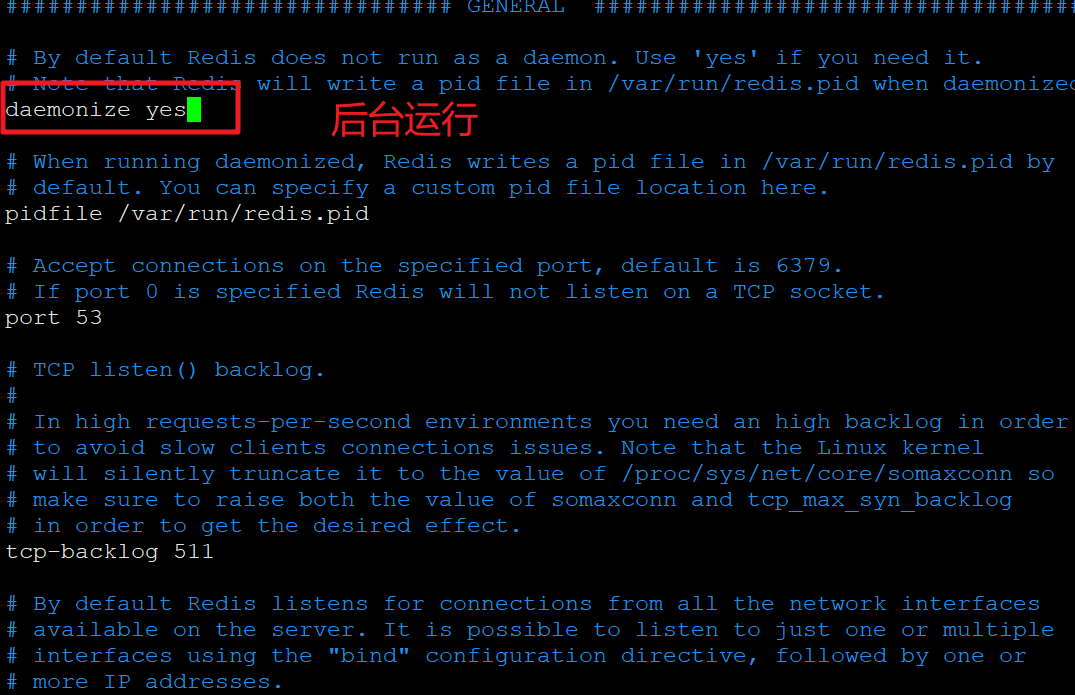 ############################## GENERAL ##################################
# By default Redis does not run as a daemon. Use 'yes' if you need it.
# Note that Redis will write a pid file in /var/run/redis.pid when daemonized
daemonize yes
后台运行
# When running daemonized, Redis writes a pid file in /var/run/redis.pid by
# default. You can specify a custom pid file location here.
pidfile /var/run/redis.pid
# Accept connections on the specified port, default is 6379.
# If port 0 is specified Redis will not listen on a TCP socket.
port 53
# TCP listen() backlog.
#
# In high requests-per-second environments you need an high backlog in order
# to avoid slow clients connections issues. Note that the Linux kernel
# will silently truncate it to the value of /proc/sys/net/core/somaxconn so
# make sure to raise both the value of somaxconn and tcp_max_syn_backlog
# in order to get the desired effect.
tcp-backlog 511
# By default Redis listens for connections from all the network interfaces
# available on the server. It is possible to listen to just one or multiple
# interfaces using the "bind" configuration directive, followed by one or
# more IP addresses.